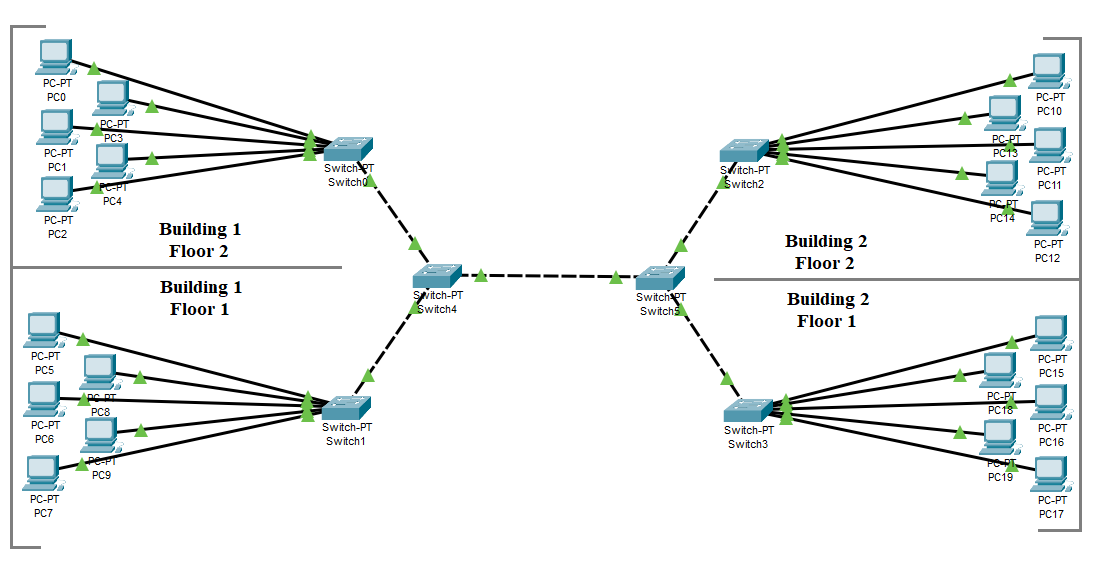 PC-PT
PC0
PC-PT
PC3
PC-PT
PC1
PC-PT
PC4
PC-PT
PC2
Switch-PT
Switch0
Building 1
Floor 2
Building 1
Floor 1
PC-PT
PC5
PC-PT
PC8
PC-PT
PC6
PC-PT
PC9
PC-PT
PC7
Switch-PT
Switch1
Switch-PT
Switch4
Switch-PT
Switch5
PC-PT
PC10
PC-PT
PC13
PC-PT
PC11
PC-PT
PC14
PC-PT
PC12
Switch-PT
Switch2
Building 2
Floor 2
Building 2
Floor 1
PC-PT
PC15
PC-PT
PC18
PC-PT
PC16
PC-PT
PC19
PC-PT
PC17
Switch-PT
Switch3